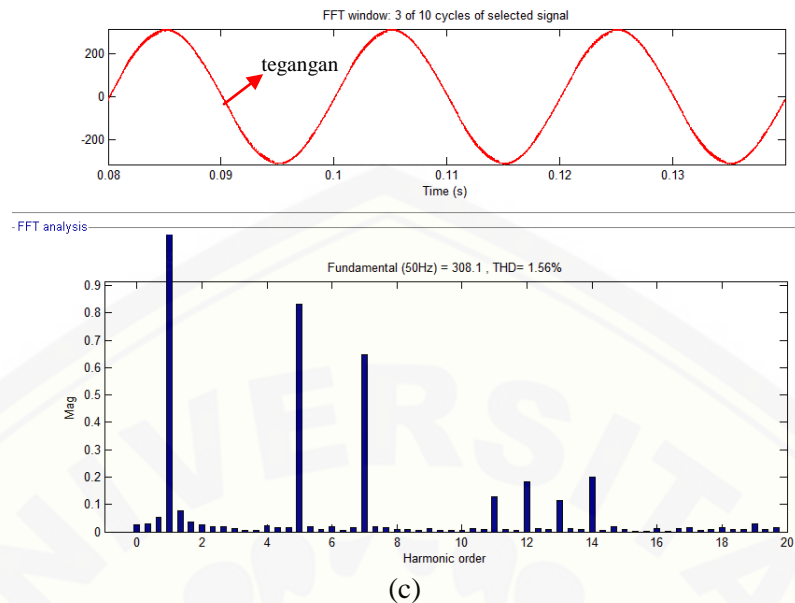 FFT window: 3 of 10 cycles of selected signal
200
0
-200
tegangan
0.08 0.09 0.1 0.11 0.12 0.13
Time (s)
FFT analysis
Fundamental (50Hz) = 308.1 , THD= 1.56%
0.9
0.8
0.7
0.6
0.5
0.4
0.3
0.2
0.1
0
Mag
0 2 4 6 8 10 12 14 16 18 20
Harmonic order
UNIVERSITA
(c)